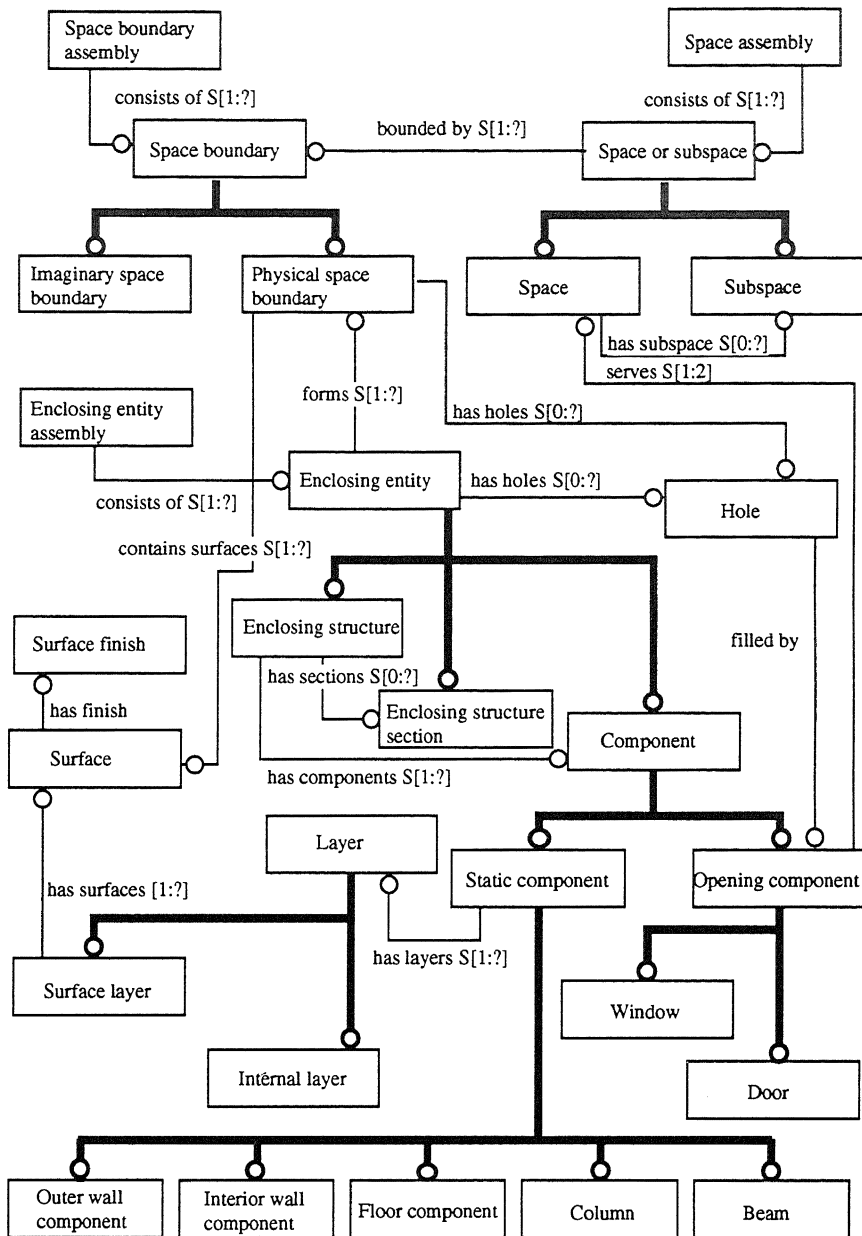 Space boundary
assembly
Space assembly
consists of S[1:?]
consists of S[1:?]
bounded by S[1:?]
Space boundary
Space or subspace
Imaginary space
boundary
Physical space
boundary
Space
Subspace
has subspace S[0:?]
serves S[1:2]
forms S[1:?]
Enclosing entity
assembly
has holes S[0:?]
Enclosing entity
has holes S[0:?]
consists of S[1:?]
Hole
contains surfaces S[1:?]
Enclosing structure
Surface finish
filled by
has sections S[0:?]
has finish
Enclosing structure
section
Component
Surface
has components S[1:?]
Layer
Static component
Opening component
has surfaces [1:?]
has layers S[1:?]
Surface layer
Window
Internal layer
Door
Outer wall
component
Interior wall
component
Floor component
Column
Beam